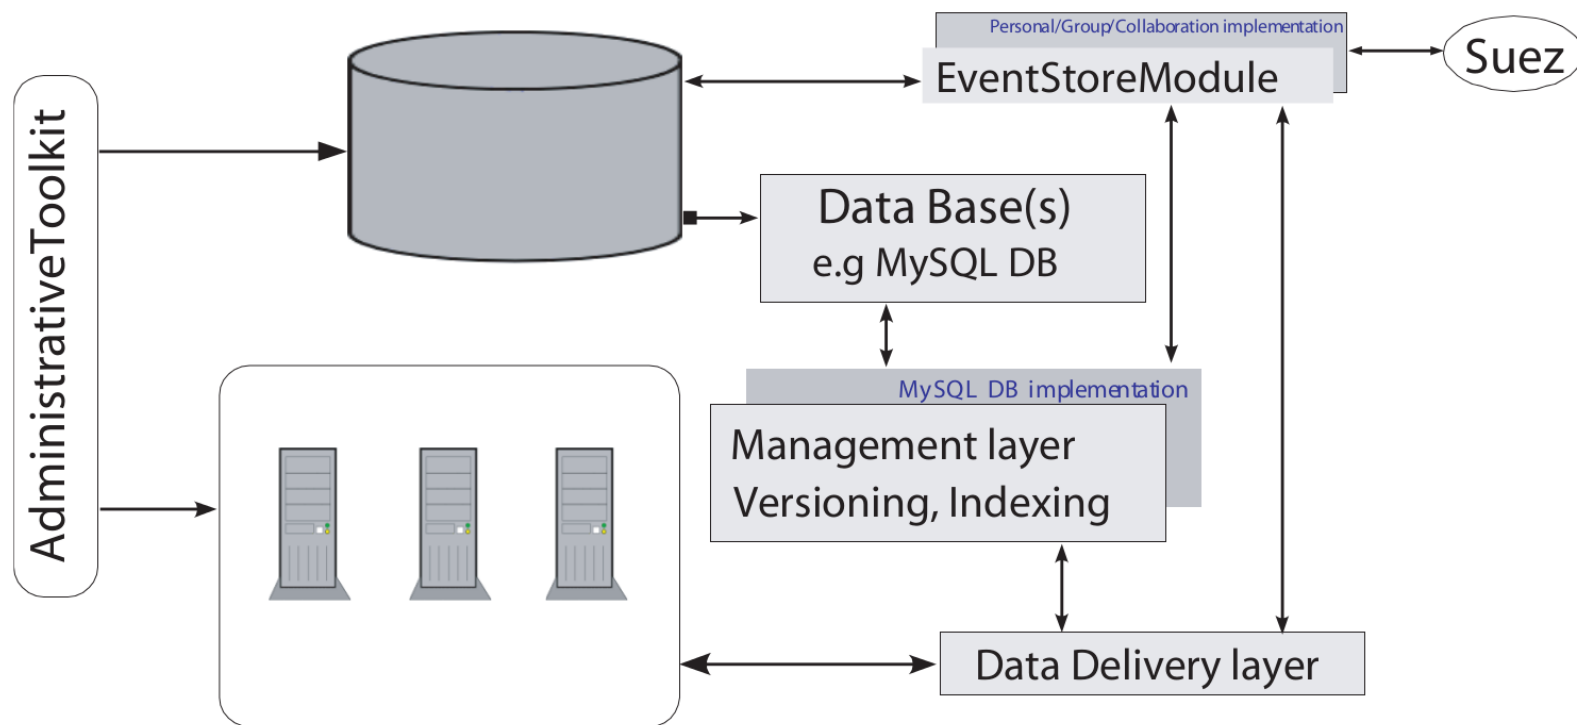 Personal/Group/Collaboration implementation
EventStoreModule
Suez
AdministrativeToolkit
Data Base(s)
e.g MySQL DB
MySQL DB implementation
Management layer
Versioning, Indexing
Data Delivery layer